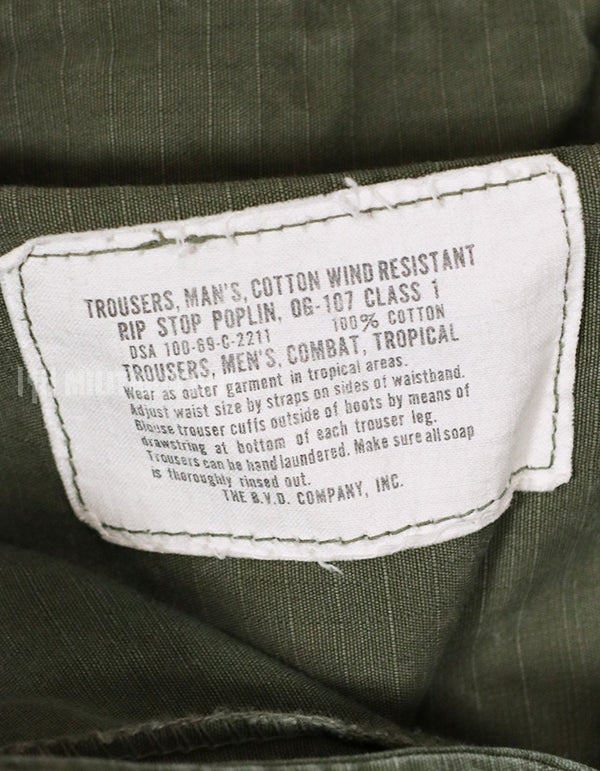 TROUSERS, MAN'S, COTTON WIND RESISTANT
RIP STOP POPLIN, OG-107 CLASS 1
DSA 100-69-C-2211 100% COTTON
TROUSERS, MEN'S, COMBAT, TROPICAL
Wear as outer garment in tropical areas.
Adjust waist size by straps on sides of waistband.
Blouse trouser cuffs outside of boots by means of
drawstring at bottom of each trouser leg.
Trousers can be handlaundered. Make sure all soap
is thoroughly rinsed out.
THE B.V.D. COMPANY, INC.